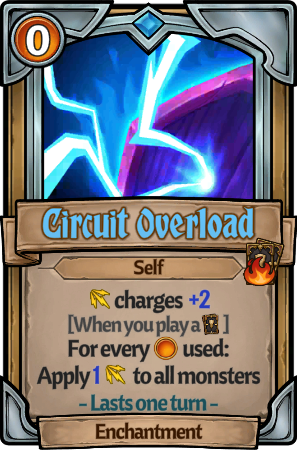 0
Circuit Overload
Self
charges +2
[When you play a ]
For every used:
Apply 1 to all monsters
- Lasts one turn -
Enchantment